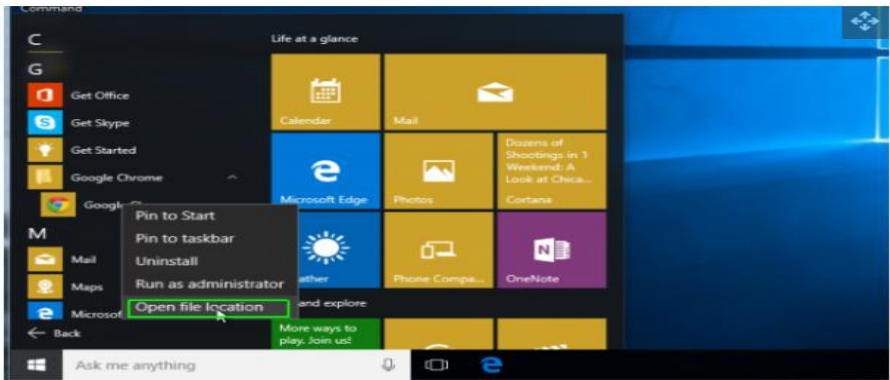 Command
C
G
Get Office
Get Skype
Get Started
Google Chrome
Google
M
Mail
Maps
Microsof
Back
Pin to Start
Pin to taskbar
Uninstall
Run as administrator
Open file location
Life at a glance
Calendar
Mail
Microsoft Edge
Photos
Dozens of
Shootings in 1
Weekend: A
Look at Chica...
Cortana
ather
Phone Compa...
OneNote
N
and explore
More ways to
play. Join us!
Ask me anything